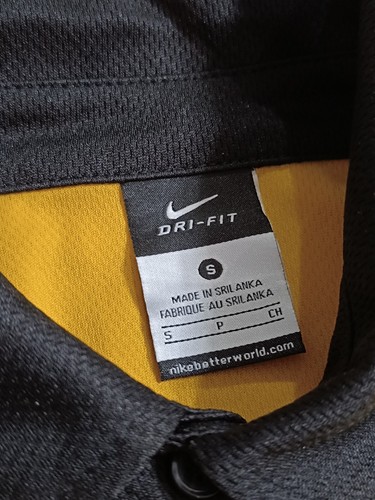 DRI-FIT
S
MADE IN SRILANKA
FABRIQUE AU SRILANKA
S P CH
nikebetterworld.com